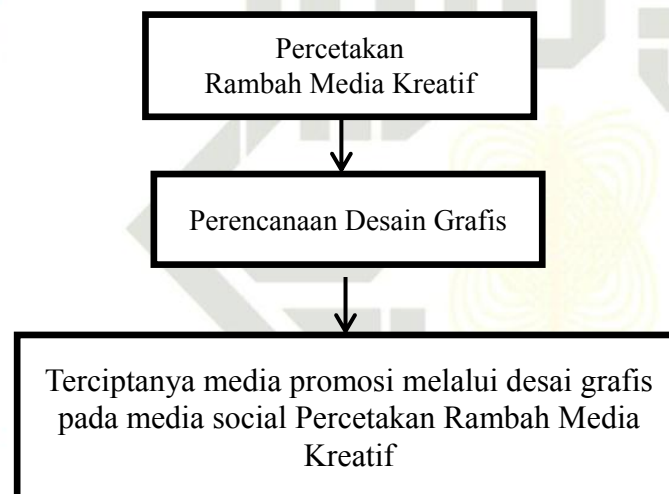 Percetakan
Rambah Media Kreatif
Perencanaan Desain Grafis
Terciptanya media promosi melalui desai grafis
pada media social Percetakan Rambah Media
Kreatif